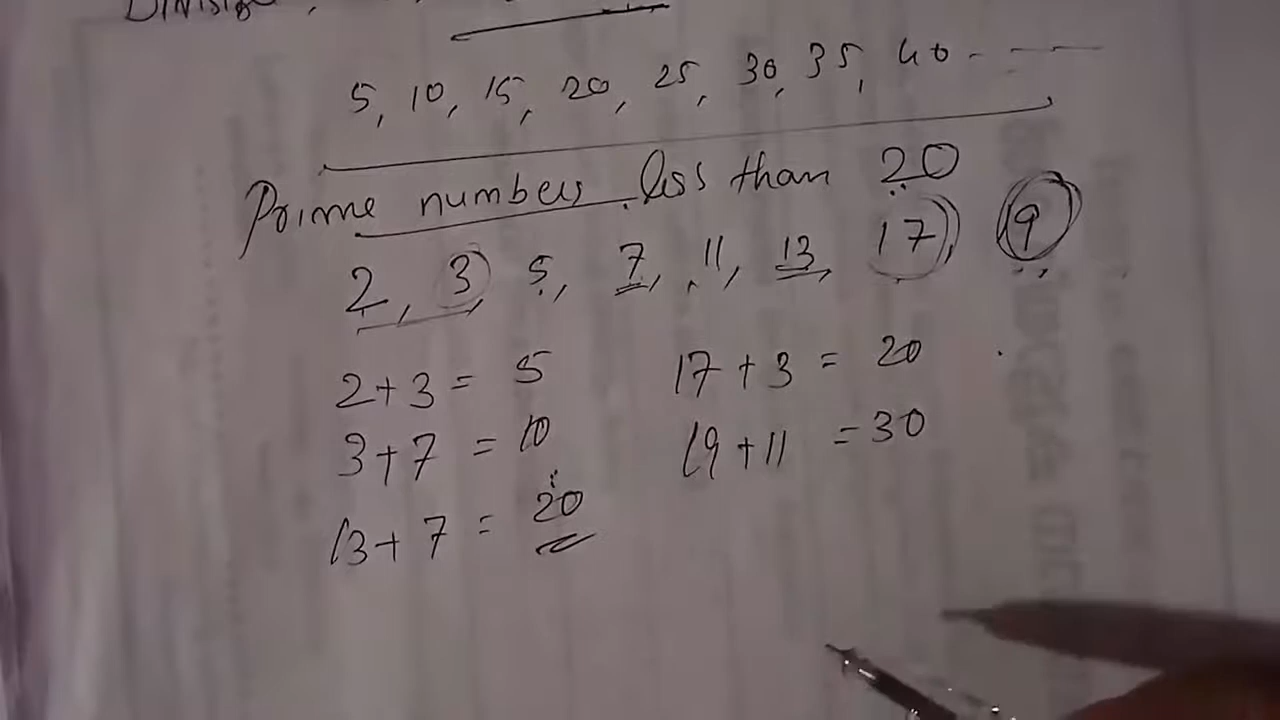 5, 10, 15, 20, 25, 30, 35, 40 - —
Prime numbers less than 20
2, 3, 5, 7, 11, 13, 17, 19
2+3 = 5
3+7 = 10
13+7 = 20
17+3 = 20
19+11 = 30